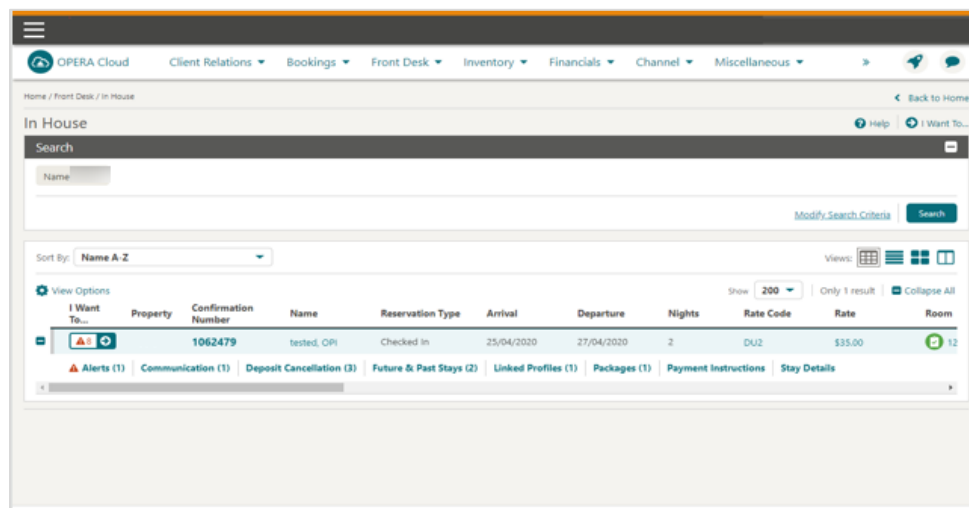 OPERA Cloud Client Relations Bookings Front Desk Inventory Financials Channel Miscellaneous »
Home / Front Desk / In House Back to Home
In House Help I Want To...
Search
Name
Modify Search Criteria Search
Sort By: Name A-Z Views:
View Options Show 200 Only 1 result Collapse All
I Want To... Property Confirmation Number Name Reservation Type Arrival Departure Nights Rate Code Rate Room
8 1062479 tested, OPI Checked In 25/04/2020 27/04/2020 2 DU2 $35.00 12
Alerts (1) Communication (1) Deposit Cancellation (3) Future & Past Stays (2) Linked Profiles (1) Packages (1) Payment Instructions Stay Details